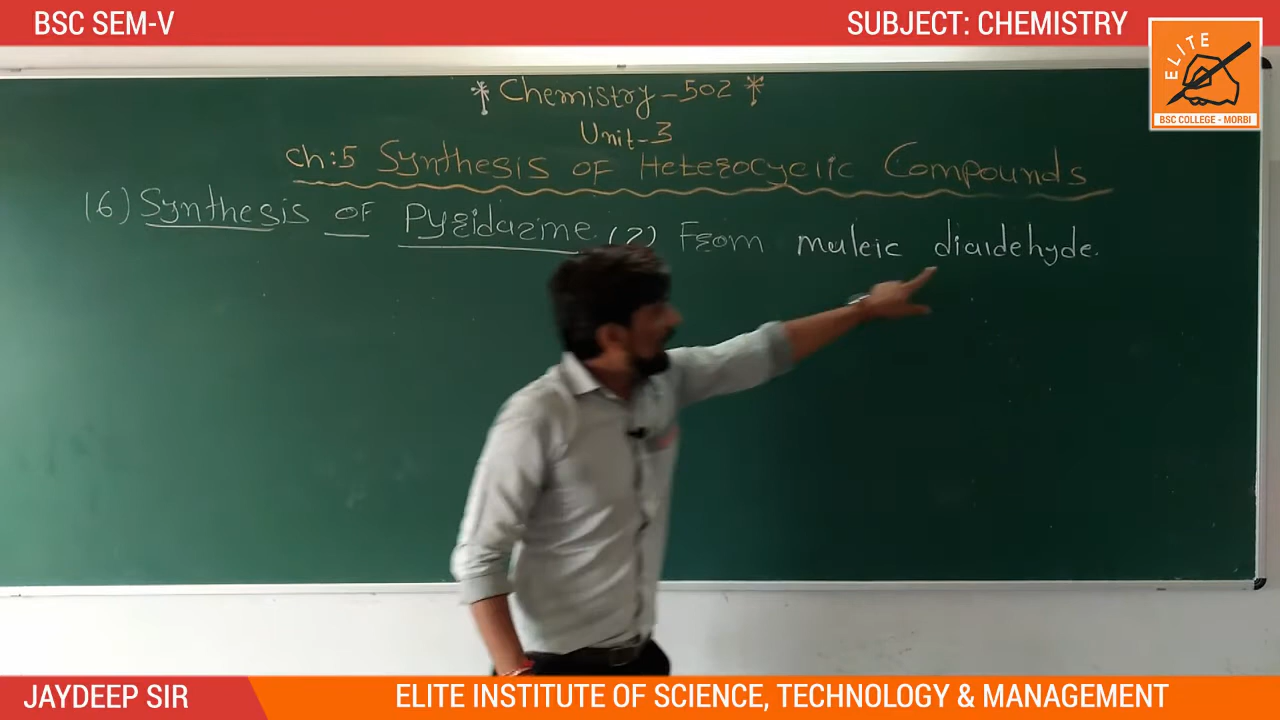 BSC SEM-V
SUBJECT: CHEMISTRY
ELITE
BSC COLLEGE - MORBI
* Chemistry-502 *
Unit-3
Ch:5 Synthesis of Heterocyclic Compounds
(6) Synthesis of Pyridazine (2) From maleic dialdehyde.
JAYDEEP SIR
ELITE INSTITUTE OF SCIENCE, TECHNOLOGY & MANAGEMENT